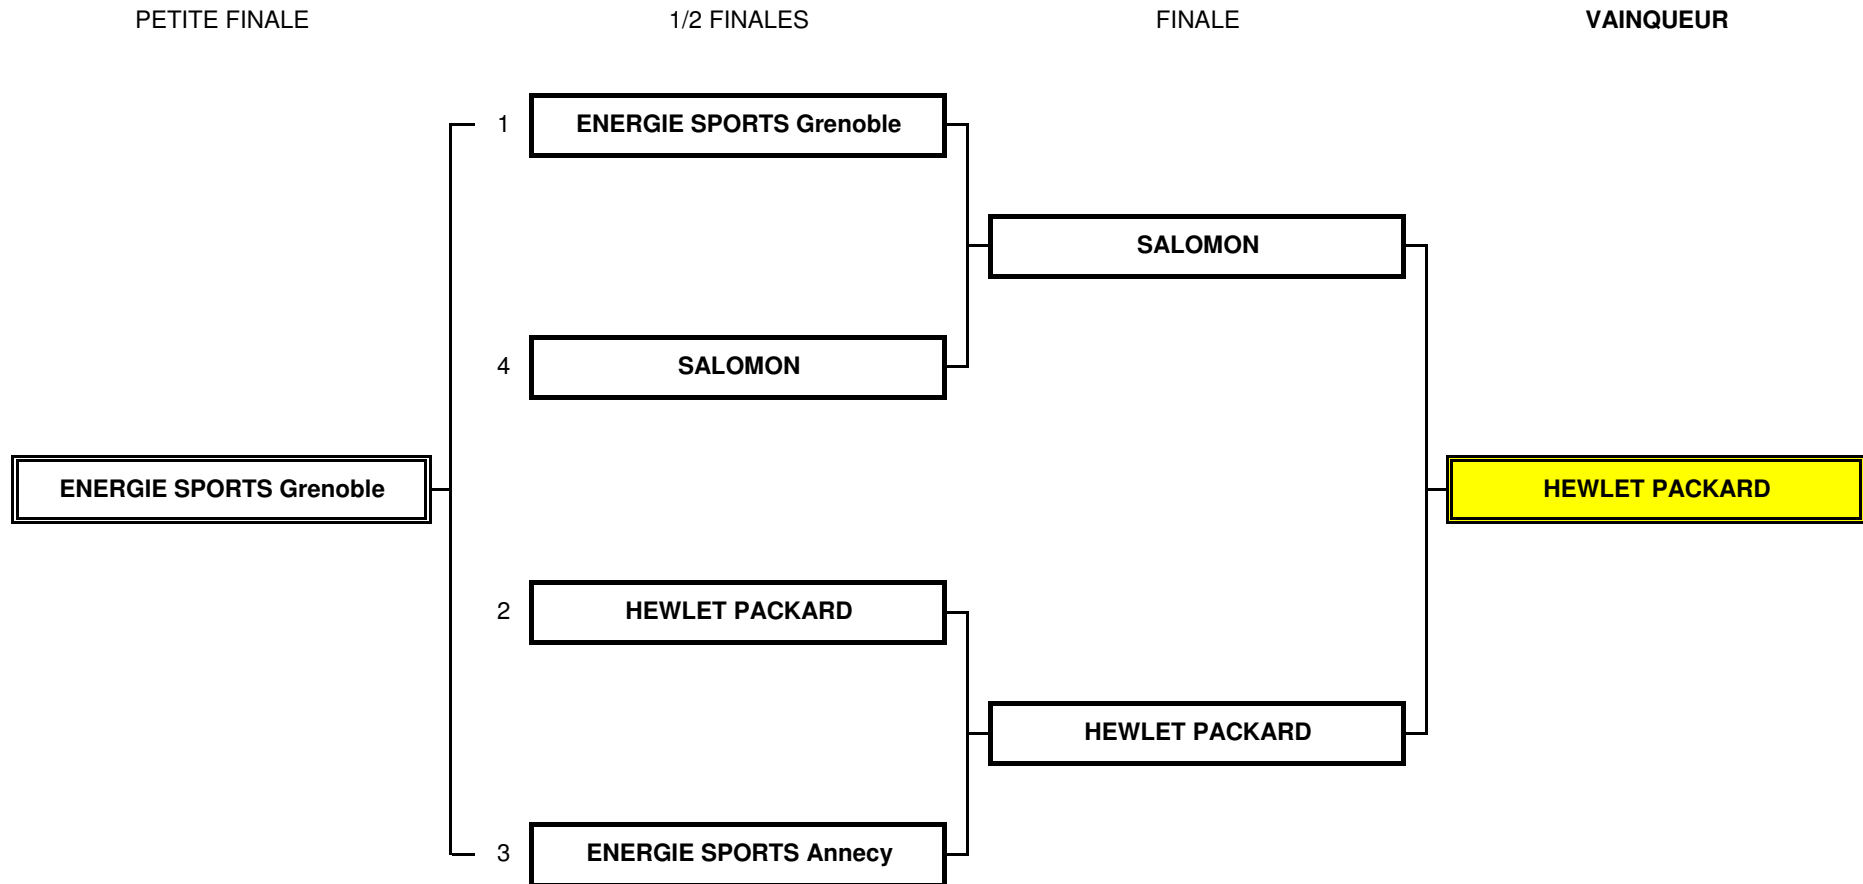 PETITE FINALE 1/2 FINALES FINALE VAINQUEUR
1 ENERGIE SPORTS Grenoble
SALOMON
4 SALOMON
ENERGIE SPORTS Grenoble HEWLET PACKARD
2 HEWLET PACKARD
HEWLET PACKARD
3 ENERGIE SPORTS Annecy